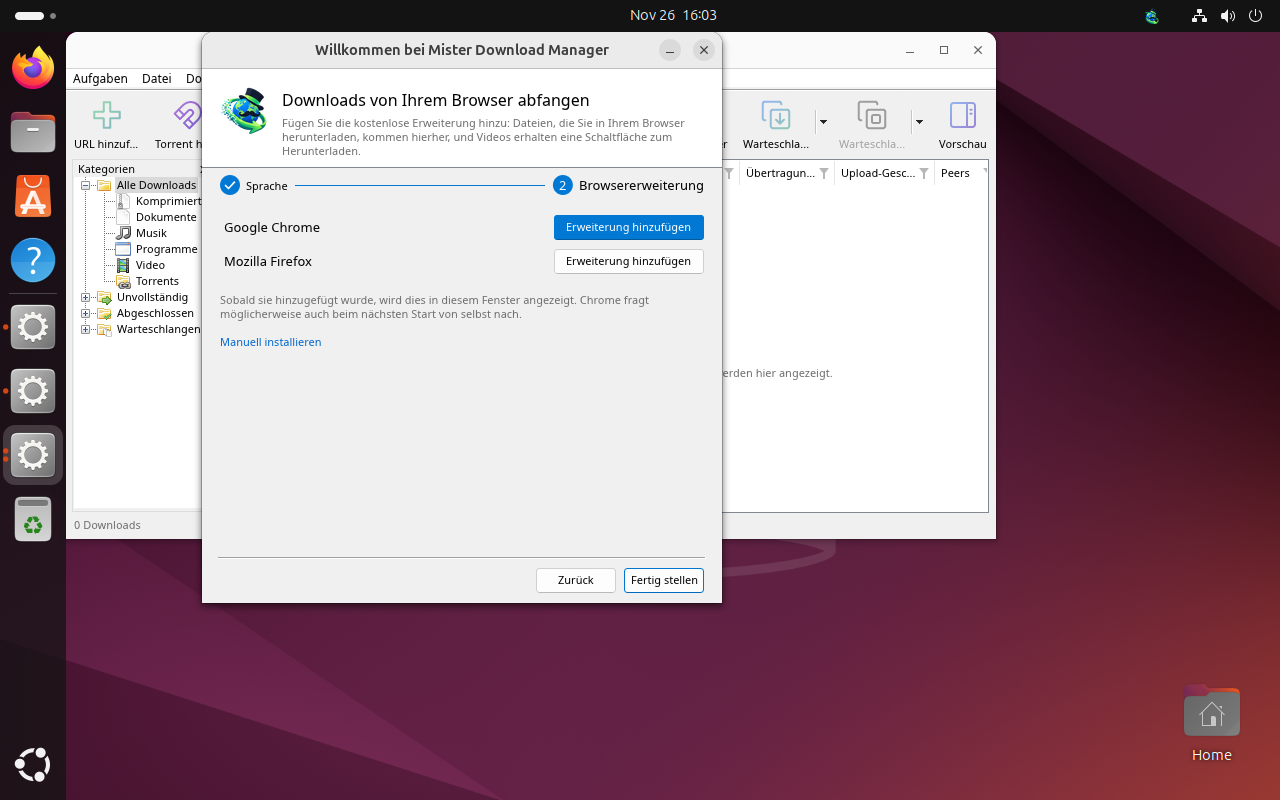 Nov 26 16:03
Willkommen bei Mister Download Manager
Aufgaben Datei Do
Downloads von Ihrem Browser abfangen
Fügen Sie die kostenlose Erweiterung hinzu: Dateien, die Sie in Ihrem Browser
herunterladen, kommen hierher, und Videos erhalten eine Schaltfläche zum
Herunterladen.
URL hinzuf... Torrent h
Warteschla... Warteschla... Vorschau
Kategorien
Alle Downloads
Komprimiert
Dokumente
Musik
Programme
Video
Torrents
Unvollständig
Abgeschlossen
Warteschlangen
Sprache 2 Browsererweiterung
Übertragun... Upload-Gesc... Peers
Google Chrome Erweiterung hinzufügen
Mozilla Firefox Erweiterung hinzufügen
Sobald sie hinzugefügt wurde, wird dies in diesem Fenster angezeigt. Chrome fragt
möglicherweise auch beim nächsten Start von selbst nach.
Manuell installieren
erden hier angezeigt.
0 Downloads
Zurück Fertig stellen
Home